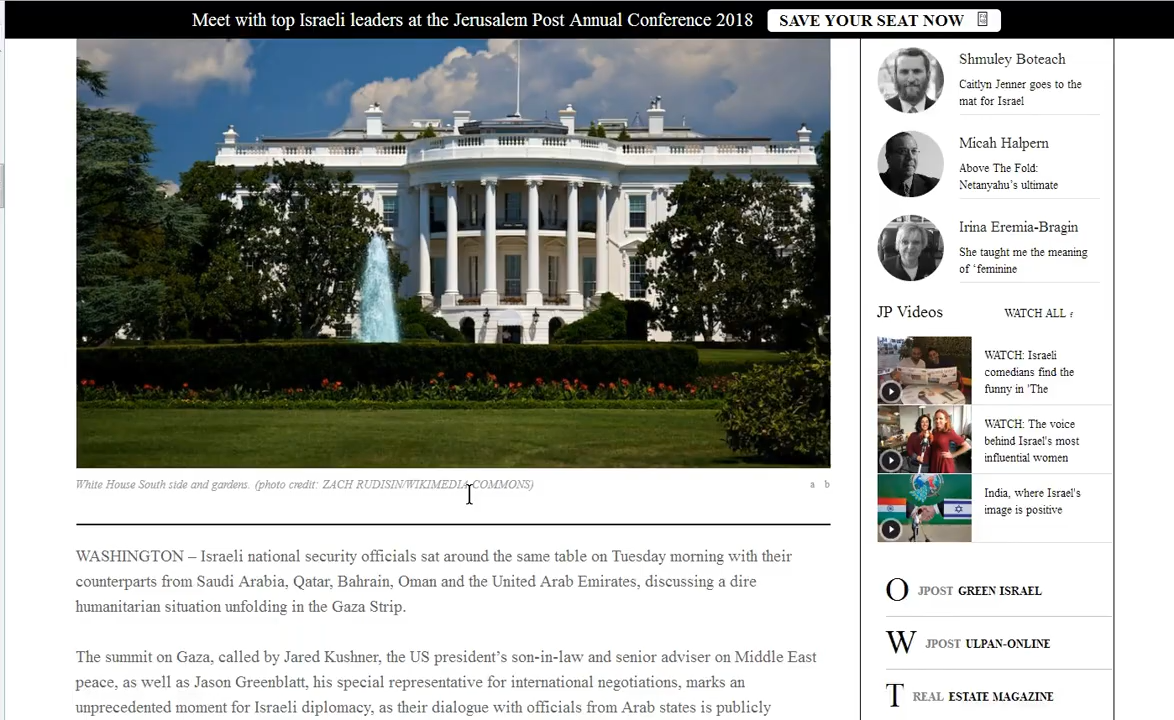 Meet with top Israeli leaders at the Jerusalem Post Annual Conference 2018 SAVE YOUR SEAT NOW
White House South side and gardens. (photo credit: ZACH RUDISIN/WIKIMEDIA COMMONS)
a b
WASHINGTON – Israeli national security officials sat around the same table on Tuesday morning with their
counterparts from Saudi Arabia, Qatar, Bahrain, Oman and the United Arab Emirates, discussing a dire
humanitarian situation unfolding in the Gaza Strip.
The summit on Gaza, called by Jared Kushner, the US president’s son-in-law and senior adviser on Middle East
peace, as well as Jason Greenblatt, his special representative for international negotiations, marks an
unprecedented moment for Israeli diplomacy, as their dialogue with officials from Arab states is publicly
Shmuley Boteach
Caitlyn Jenner goes to the
mat for Israel
Micah Halpern
Above The Fold:
Netanyahu’s ultimate
Irina Eremia-Bragin
She taught me the meaning
of ‘feminine
JP Videos WATCH ALL
WATCH: Israeli
comedians find the
funny in 'The
WATCH: The voice
behind Israel's most
influential women
India, where Israel's
image is positive
O JPOST GREEN ISRAEL
W JPOST ULPAN-ONLINE
T REAL ESTATE MAGAZINE